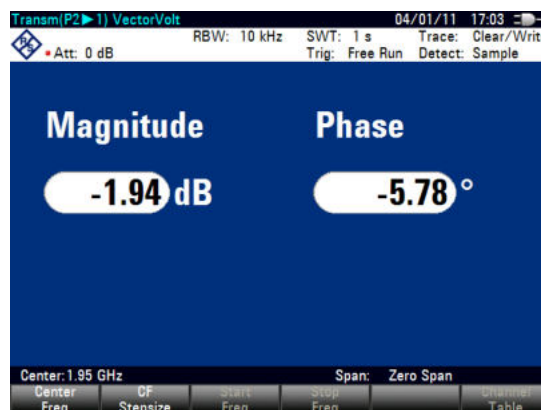 Transm(P2▶1) VectorVolt 04/01/11 17:03
RBW: 10 kHz SWT: 1 s Trace: Clear/Writ
Att: 0 dB Trig: Free Run Detect: Sample
Magnitude Phase
-1.94 dB -5.78 °
Center: 1.95 GHz Span: Zero Span
Center CF Start Stop Channel
Freq Stepsize Freq Freq Table